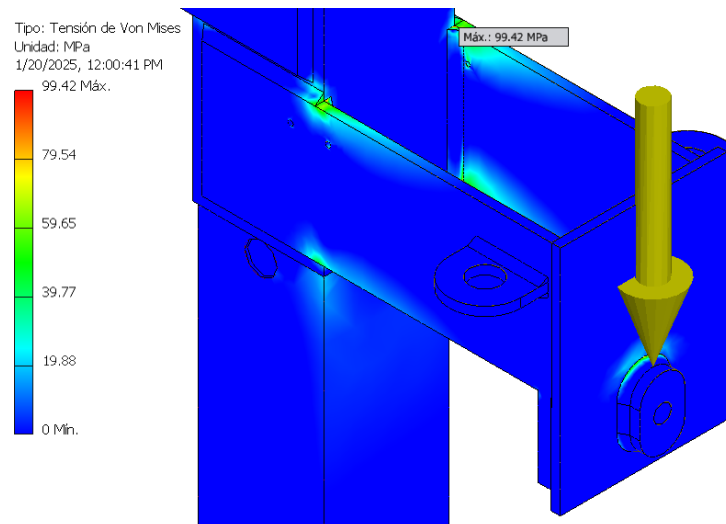 Tipo: Tensión de Von Mises
Unidad: MPa
1/20/2025, 12:00:41 PM
99.42 Máx.
79.54
59.65
39.77
19.88
0 Mín.
Máx.: 99.42 MPa